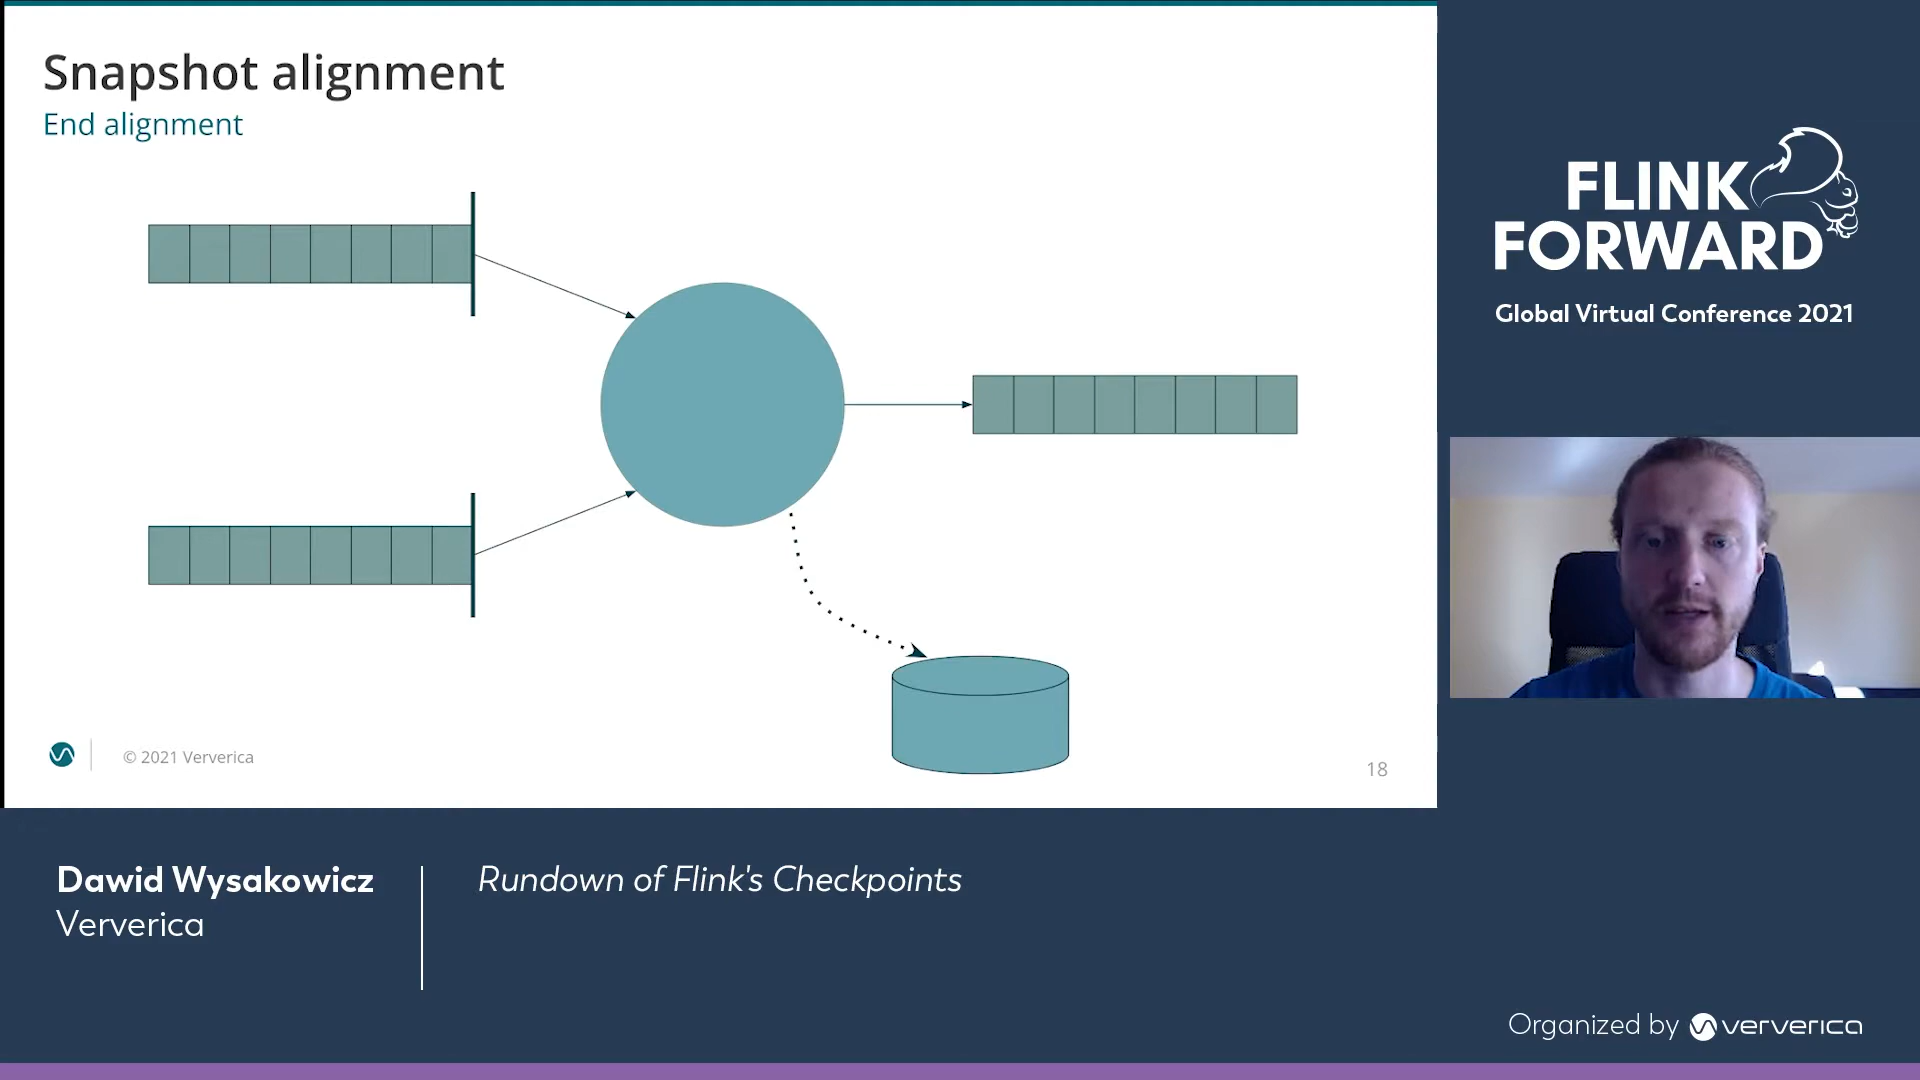 Snapshot alignment
End alignment
© 2021 Ververica
18
FLINK
FORWARD
Global Virtual Conference 2021
Dawid Wysakowicz
Ververica
Rundown of Flink's Checkpoints
Organized by ververica